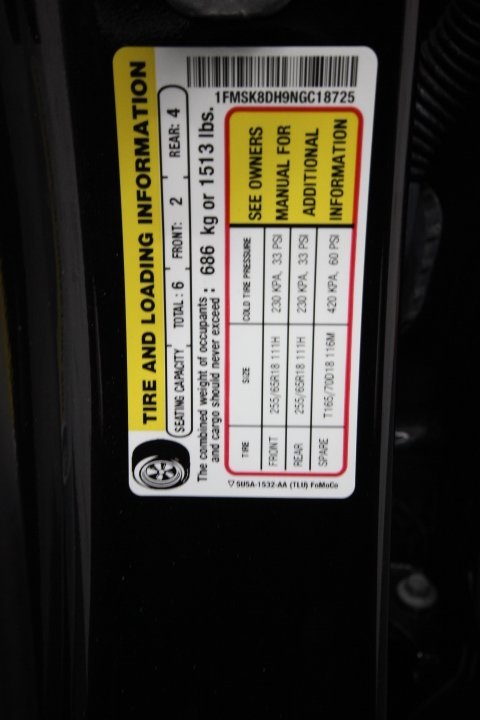 TIRE AND LOADING INFORMATION
SEATING CAPACITY TOTAL : 6 FRONT: 2 REAR: 4
The combined weight of occupants : 686 kg or 1513 lbs.
and cargo should never exceed :
1FMSK8DH9NGC18725
TIRE SIZE COLD TIRE PRESSURE
FRONT 255/65R18 111H 230 KPA, 33 PSI
REAR 255/65R18 111H 230 KPA, 33 PSI
SPARE T165/70D18 116M 420 KPA, 60 PSI
SEE OWNERS
MANUAL FOR
ADDITIONAL
INFORMATION
5U5A-1532-AA (TLU) FoMoCo